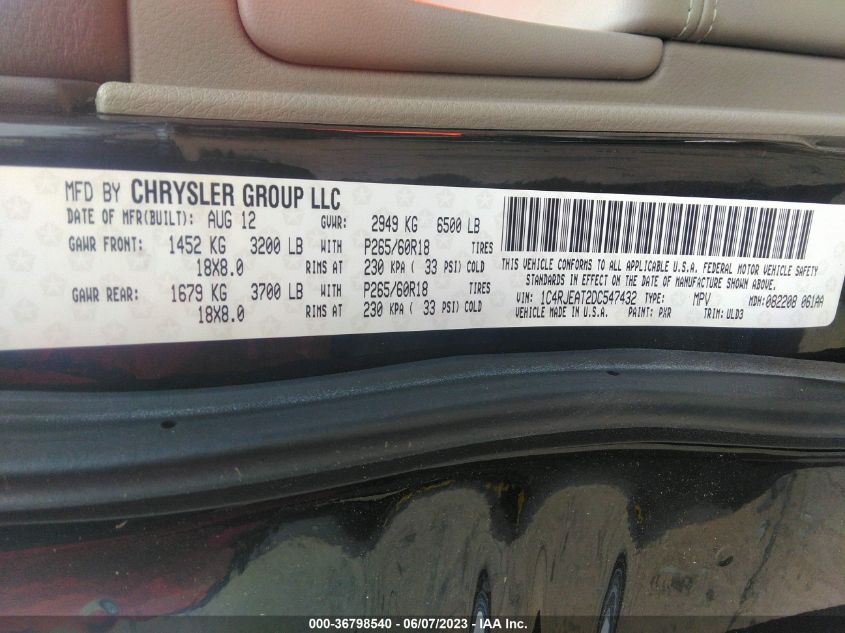 MFD BY CHRYSLER GROUP LLC
DATE OF MFR(BUILT): AUG 12 GVWR: 2949 KG 6500 LB
GAWR FRONT: 1452 KG 3200 LB WITH P265/60R18 TIRES
18X8.0 RIMS AT 230 KPA ( 33 PSI) COLD
GAWR REAR: 1679 KG 3700 LB WITH P265/60R18 TIRES
18X8.0 RIMS AT 230 KPA ( 33 PSI) COLD
THIS VEHICLE CONFORMS TO ALL APPLICABLE U.S.A. FEDERAL MOTOR VEHICLE SAFETY
STANDARDS IN EFFECT ON THE DATE OF MANUFACTURE SHOWN ABOVE.
VIN: 1C4RJEAT2DC547432 TYPE: MPV MDH: 082208 061AA
VEHICLE MADE IN U.S.A. PAINT: PXR TRIM: ULD3
000-36798540 - 06/07/2023 - IAA Inc.